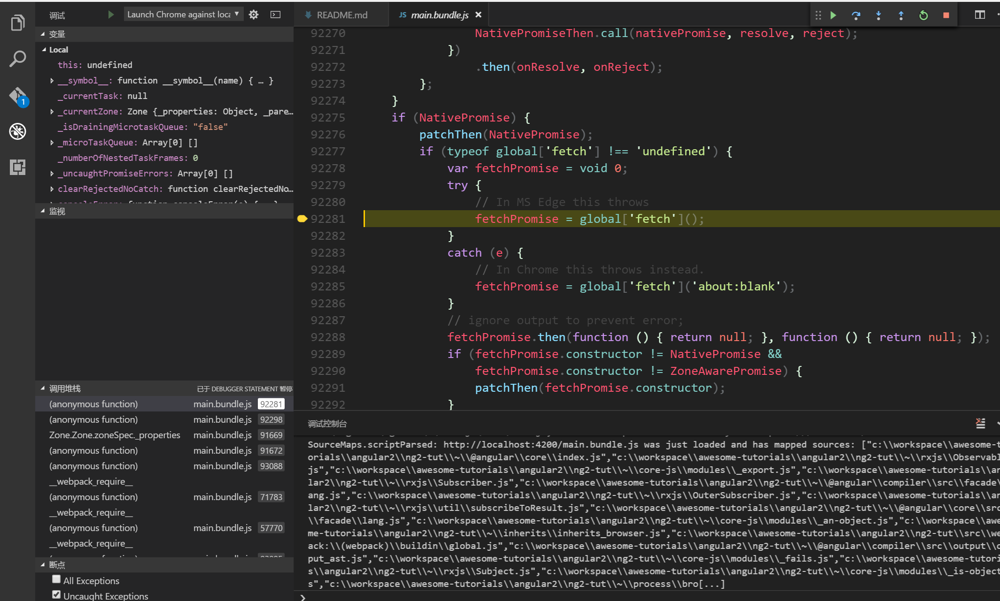 调试
Launch Chrome against loca
变量
Local
this: undefined
__symbol__: function __symbol__(name) { … }
_currentTask: null
_currentZone: Zone {_properties: Object, _pare…
_isDrainingMicrotaskQueue: "false"
_microTaskQueue: Array[0] []
_numberOfNestedTaskFrames: 0
_uncaughtPromiseErrors: Array[0] []
clearRejectedNoCatch: function clearRejectedNo…
监视
调用堆栈 已于 DEBUGGER STATEMENT 暂停
(anonymous function) main.bundle.js 92281
(anonymous function) main.bundle.js 92298
Zone.Zone.zoneSpec._properties main.bundle.js 91669
(anonymous function) main.bundle.js 91672
(anonymous function) main.bundle.js 93088
__webpack_require__
(anonymous function) main.bundle.js 71783
__webpack_require__
(anonymous function) main.bundle.js 57770
__webpack_require__
断点
All Exceptions
Uncaught Exceptions
1
README.md
JS main.bundle.js
92270 NativePromiseThen.call(nativePromise, resolve, reject);
92271 })
92272 .then(onResolve, onReject);
92273 };
92274 }
92275 if (NativePromise) {
92276 patchThen(NativePromise);
92277 if (typeof global['fetch'] !== 'undefined') {
92278 var fetchPromise = void 0;
92279 try {
92280 // In MS Edge this throws
92281 fetchPromise = global['fetch']();
92282 }
92283 catch (e) {
92284 // In Chrome this throws instead.
92285 fetchPromise = global['fetch']('about:blank');
92286 }
92287 // ignore output to prevent error;
92288 fetchPromise.then(function () { return null; }, function () { return null; });
92289 if (fetchPromise.constructor != NativePromise &&
92290 fetchPromise.constructor != ZoneAwarePromise) {
92291 patchThen(fetchPromise.constructor);
92292 }
调试控制台
SourceMaps.scriptParsed: http://localhost:4200/main.bundle.js was just loaded and has mapped sources: ["c:\\workspace\\awesome-t
orials\\angular2\\ng2-tut\\~\\@angular\\core\\index.js","c:\\workspace\\awesome-tutorials\\angular2\\ng2-tut\\~\\rxjs\\Observabl
js","c:\\workspace\\awesome-tutorials\\angular2\\ng2-tut\\~\\core-js\\modules\\_export.js","c:\\workspace\\awesome-tutorials\\an
lar2\\ng2-tut\\~\\rxjs\\Subscriber.js","c:\\workspace\\awesome-tutorials\\angular2\\ng2-tut\\~\\@angular\\compiler\\src\\facade\
ang.js","c:\\workspace\\awesome-tutorials\\angular2\\ng2-tut\\~\\rxjs\\OuterSubscriber.js","c:\\workspace\\awesome-tutorials\\an
lar2\\ng2-tut\\~\\rxjs\\util\\subscribeToResult.js","c:\\workspace\\awesome-tutorials\\angular2\\ng2-tut\\~\\@angular\\core\\src
\\facade\\lang.js","c:\\workspace\\awesome-tutorials\\angular2\\ng2-tut\\~\\core-js\\modules\\_an-object.js","c:\\workspace\\awe
me-tutorials\\angular2\\ng2-tut\\~\\inherits\\inherits_browser.js","c:\\workspace\\awesome-tutorials\\angular2\\ng2-tut\\src\\we
ack:\\(webpack)\\buildin\\global.js","c:\\workspace\\awesome-tutorials\\angular2\\ng2-tut\\~\\@angular\\compiler\\src\\output\\o
put_ast.js","c:\\workspace\\awesome-tutorials\\angular2\\ng2-tut\\~\\core-js\\modules\\_fails.js","c:\\workspace\\awesome-tutori
s\\angular2\\ng2-tut\\~\\rxjs\\Subject.js","c:\\workspace\\awesome-tutorials\\angular2\\ng2-tut\\~\\core-js\\modules\\_is-object
s","c:\\workspace\\awesome-tutorials\\angular2\\ng2-tut\\~\\process\\bro[...]